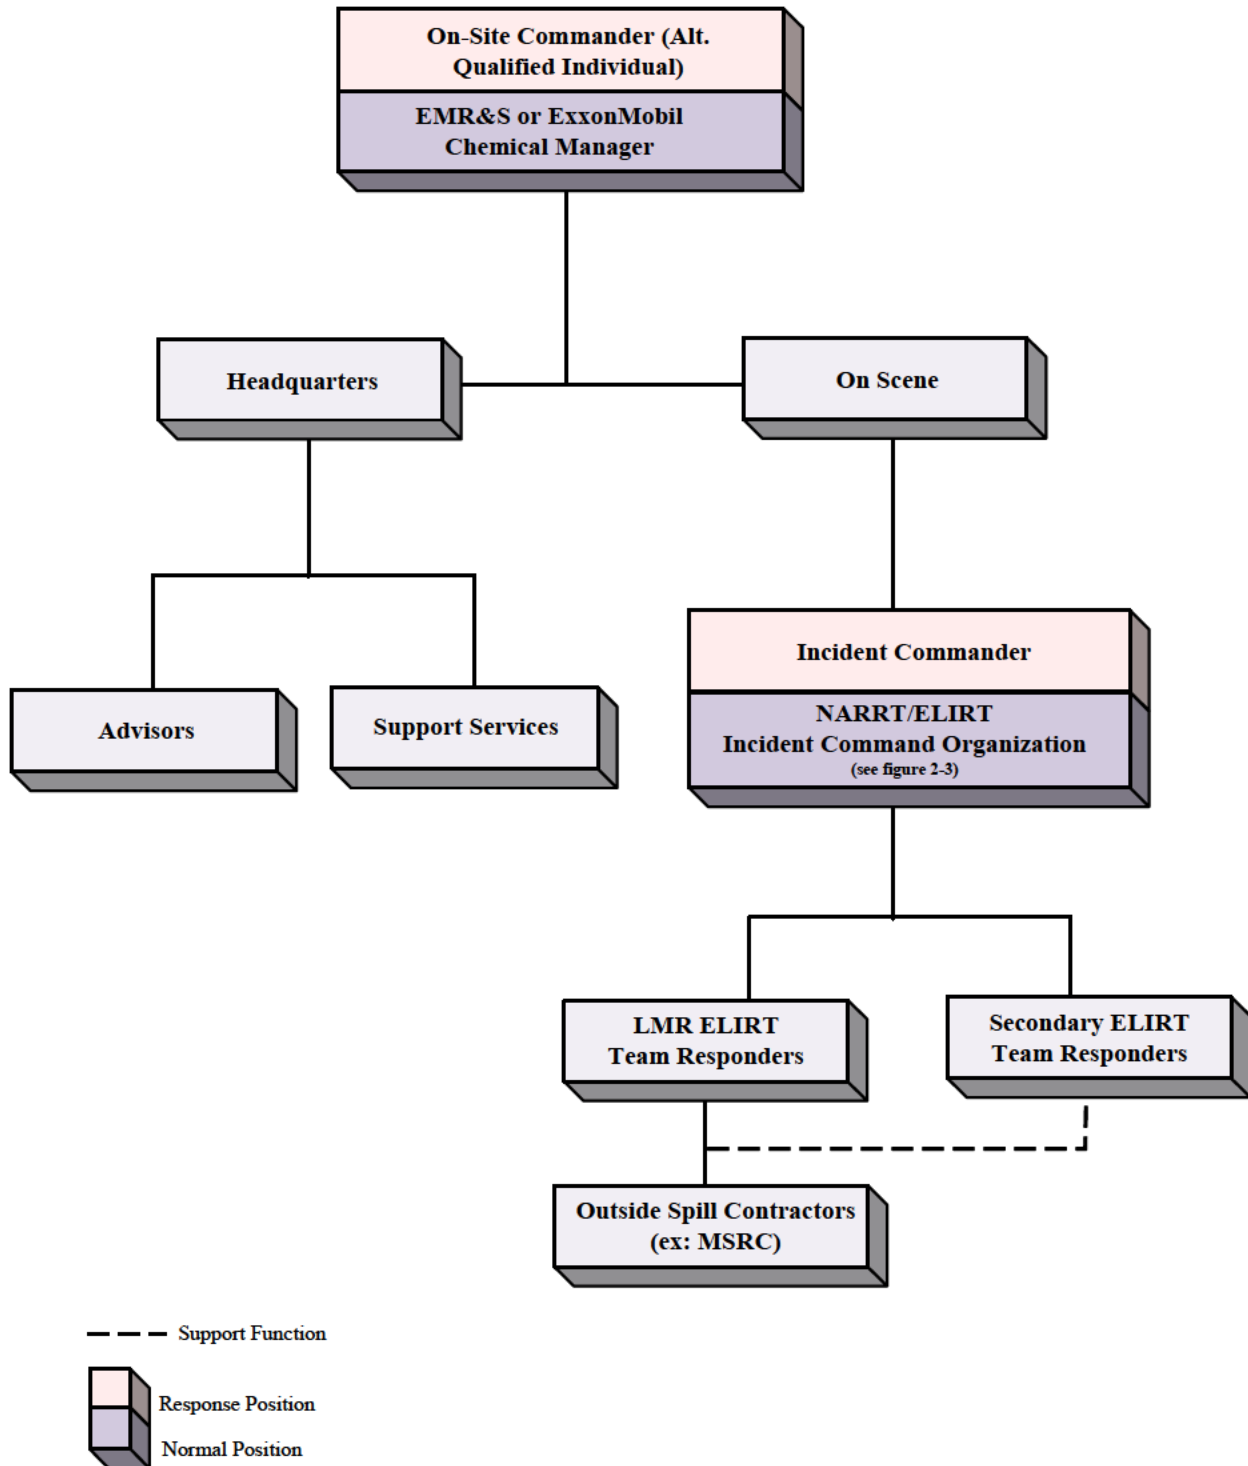 On-Site Commander (Alt.
Qualified Individual)
EMR&S or ExxonMobil
Chemical Manager
Headquarters
On Scene
Advisors
Support Services
Incident Commander
NARRT/ELIRT
Incident Command Organization
(see figure 2-3)
LMR ELIRT
Team Responders
Secondary ELIRT
Team Responders
Outside Spill Contractors
(ex: MSRC)
Support Function
Response Position
Normal Position